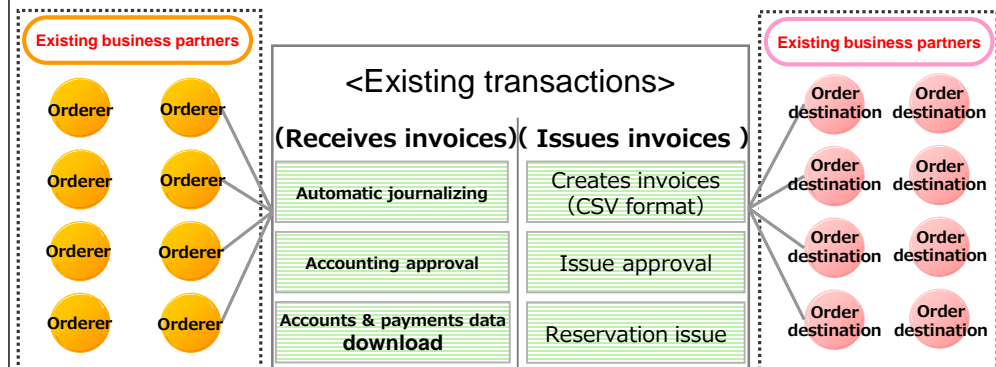 Existing business partners
Orderer
Orderer
Orderer
Orderer
Orderer
Orderer
Orderer
Orderer
<Existing transactions>
(Receives invoices)
Automatic journalizing
Accounting approval
Accounts & payments data
download
( Issues invoices )
Creates invoices
(CSV format)
Issue approval
Reservation issue
Existing business partners
Order
destination
Order
destination
Order
destination
Order
destination
Order
destination
Order
destination
Order
destination
Order
destination